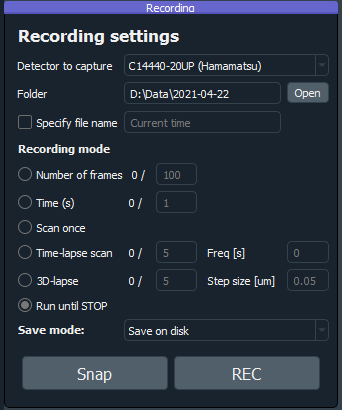 Recording
Recording settings
Detector to capture C14440-20UP (Hamamatsu)
Folder D:\Data\2021-04-22 Open
Specify file name Current time
Recording mode
Number of frames 0 / 100
Time (s) 0 / 1
Scan once
Time-lapse scan 0 / 5 Freq [s] 0
3D-lapse 0 / 5 Step size [um] 0.05
Run until STOP
Save mode: Save on disk
Snap REC